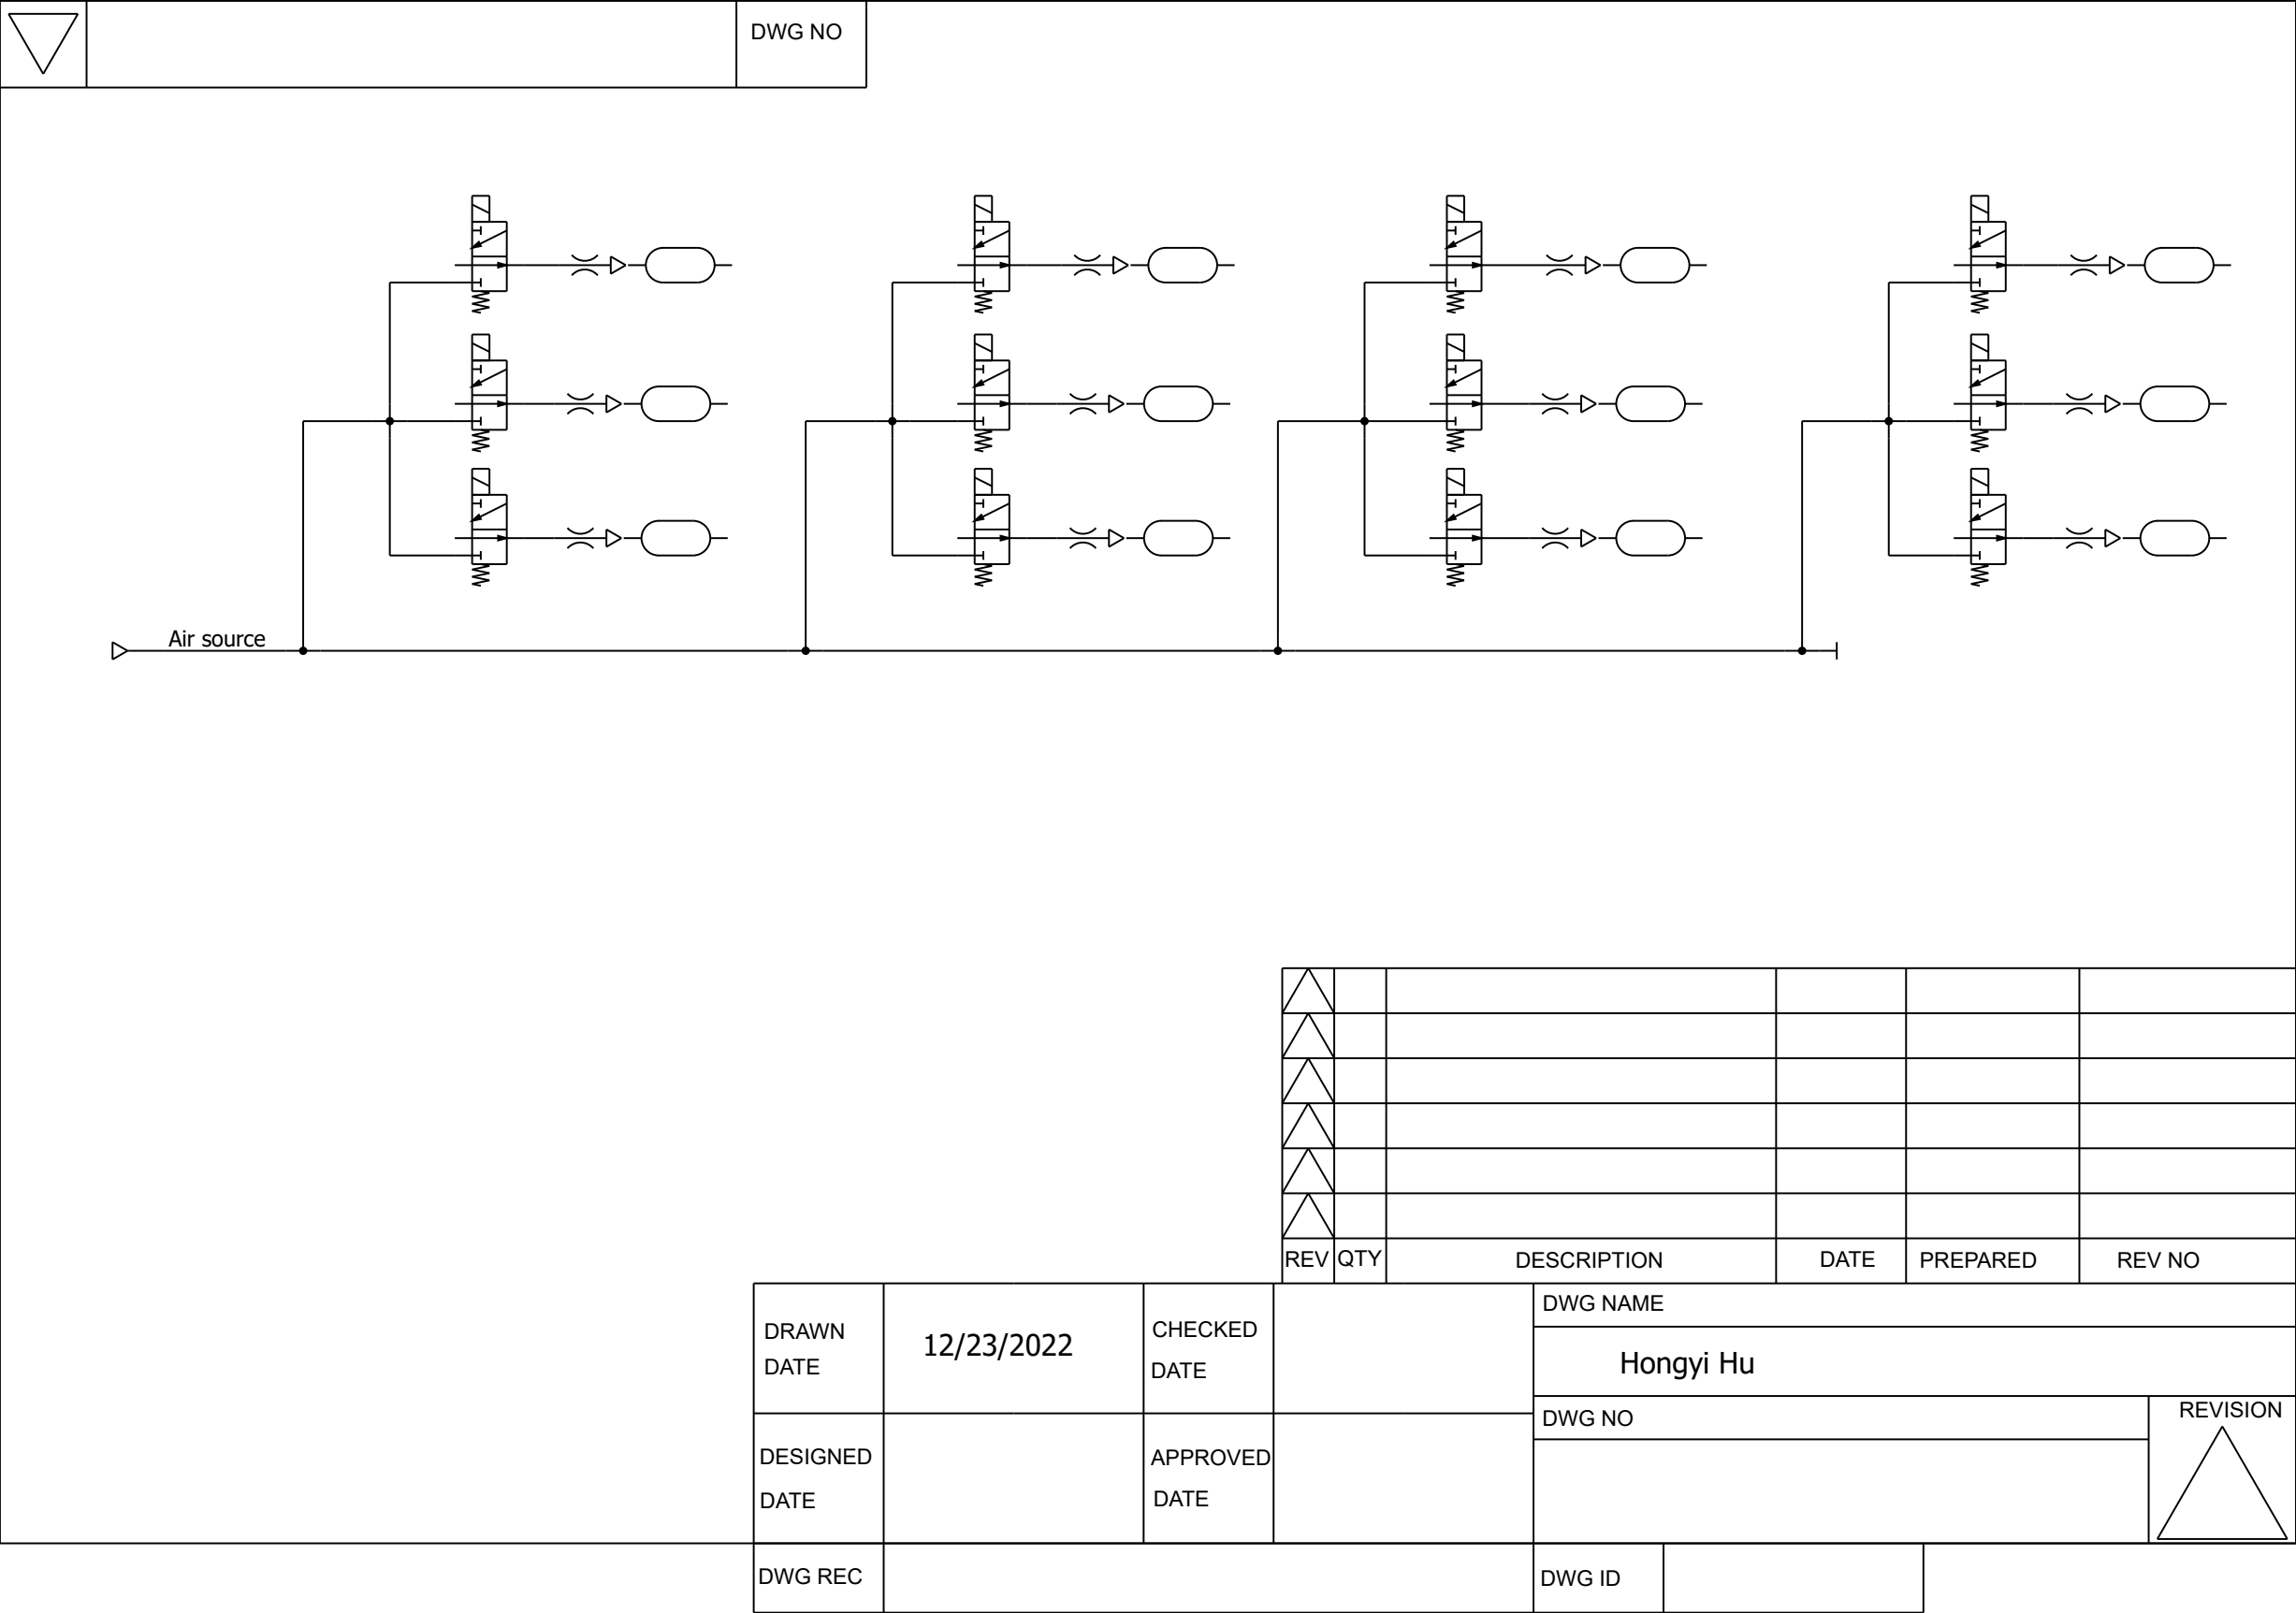 DWG NO
Air source
REV QTY DESCRIPTION DATE PREPARED REV NO
DRAWN
DATE
12/23/2022
CHECKED
DATE
DWG NAME
Hongyi Hu
DWG NO
REVISION
DESIGNED
DATE
APPROVED
DATE
DWG REC
DWG ID